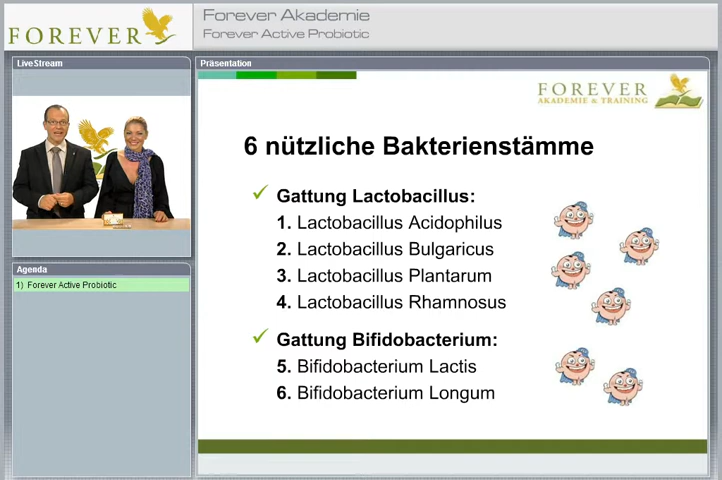 FOREVER
Forever Akademie
Forever Active Probiotic
LiveStream
Präsentation
FOREVER
AKADEMIE & TRAINING
6 nützliche Bakterienstämme
Gattung Lactobacillus:
1. Lactobacillus Acidophilus
2. Lactobacillus Bulgaricus
3. Lactobacillus Plantarum
4. Lactobacillus Rhamnosus
Gattung Bifidobacterium:
5. Bifidobacterium Lactis
6. Bifidobacterium Longum
Agenda
1) Forever Active Probiotic